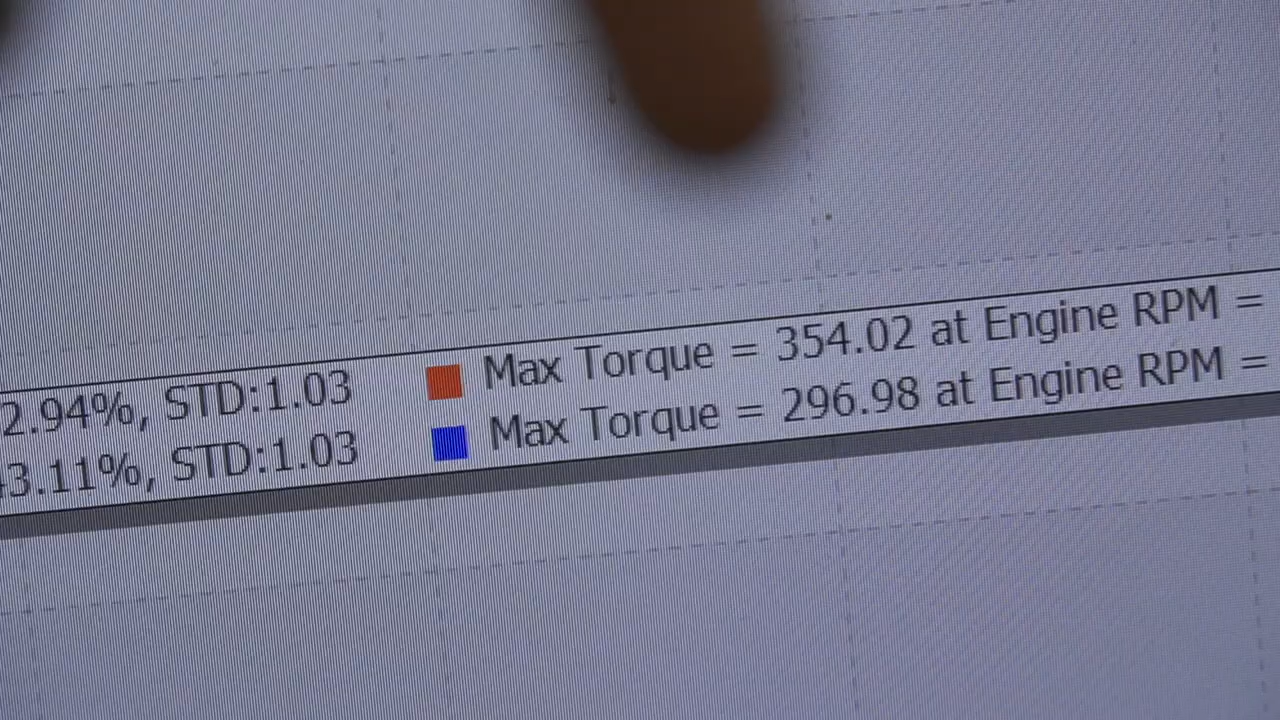 2.94%, STD:1.03 Max Torque = 354.02 at Engine RPM =
3.11%, STD:1.03 Max Torque = 296.98 at Engine RPM =